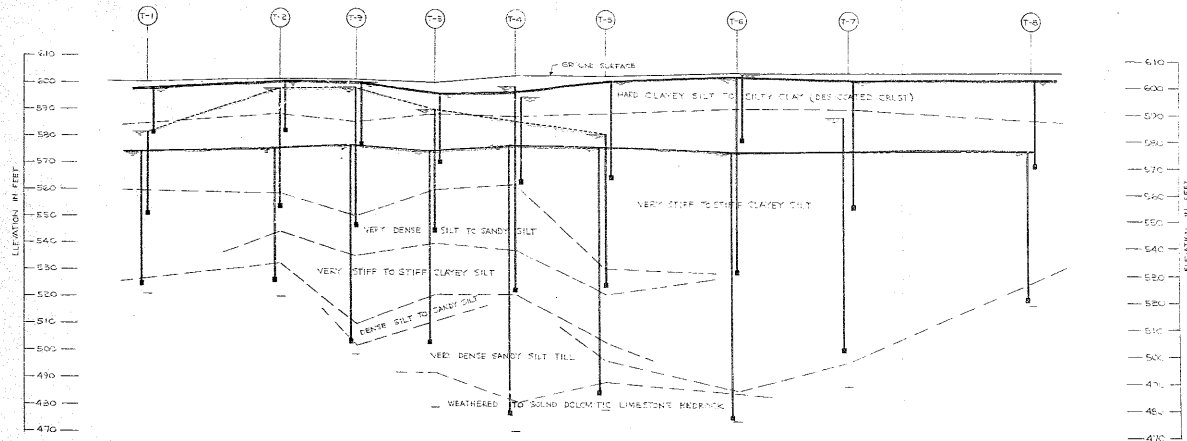 T-1 T-2 T-9 T-3 T-4 T-5 T-6 T-7 T-8
GROUND SURFACE
HARD CLAYEY SILT TO SILTY CLAY (DESICCATED CRUST)
VERY STIFF TO STIFF CLAYEY SILT
VERY DENSE SILT TO SANDY SILT
VERY STIFF TO STIFF CLAYEY SILT
DENSE SILT TO SANDY SILT
VERY DENSE SANDY SILT TILL
WEATHERED TO SOUND DOLOMITIC LIMESTONE BEDROCK
ELEVATION IN FEET
610
600
590
580
570
560
550
540
530
520
510
500
490
480
470
610
600
590
580
570
560
550
540
530
520
510
500
470
480
470
ELEVATION IN FEET